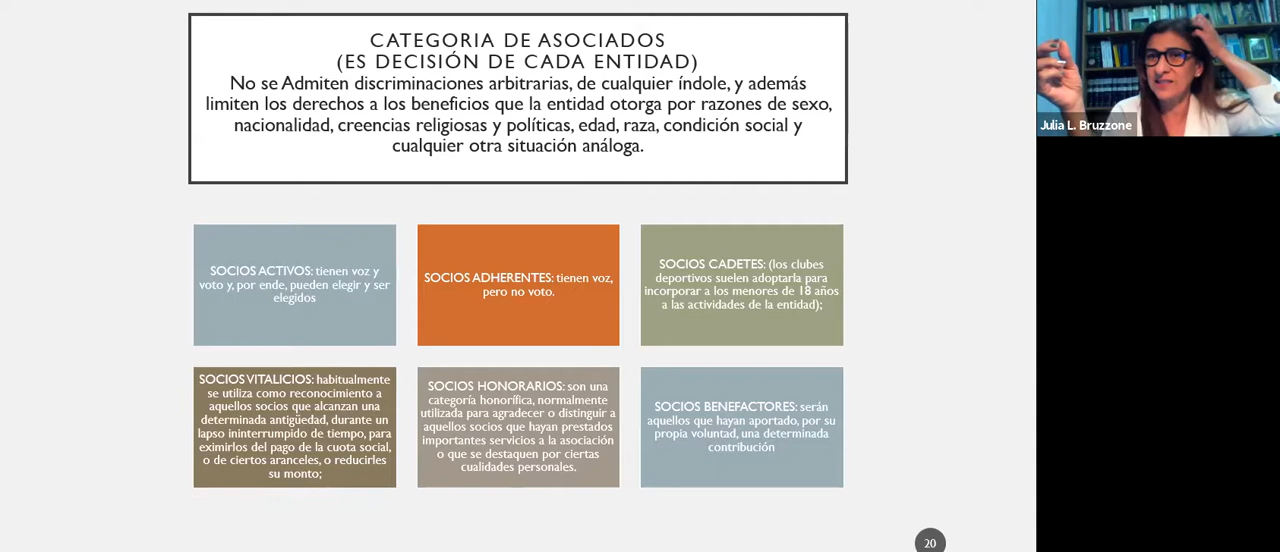 CATEGORIA DE ASOCIADOS
(ES DECISIÓN DE CADA ENTIDAD)
No se Admiten discriminaciones arbitrarias, de cualquier índole, y además
limiten los derechos a los beneficios que la entidad otorga por razones de sexo,
nacionalidad, creencias religiosas y políticas, edad, raza, condición social y
cualquier otra situación análoga.
SOCIOS ACTIVOS: tienen voz y
voto y, por ende, pueden elegir y ser
elegidos
SOCIOS ADHERENTES: tienen voz,
pero no voto.
SOCIOS CADETES: (los clubes
deportivos suelen adoptarla para
incorporar a los menores de 18 años
a las actividades de la entidad);
SOCIOS VITALICIOS: habitualmente
se utiliza como reconocimiento a
aquellos socios que alcanzan una
determinada antigüedad, durante un
lapso ininterrumpido de tiempo, para
eximirlos del pago de la cuota social,
o de ciertos aranceles, o reducirles
su monto;
SOCIOS HONORARIOS: son una
categoría honorífica, normalmente
utilizada para agradecer o distinguir a
aquellos socios que hayan prestados
importantes servicios a la asociación
o que se destaquen por ciertas
cualidades personales.
SOCIOS BENEFACTORES: serán
aquellos que hayan aportado, por su
propia voluntad, una determinada
contribución
20
Julia L. Bruzzone